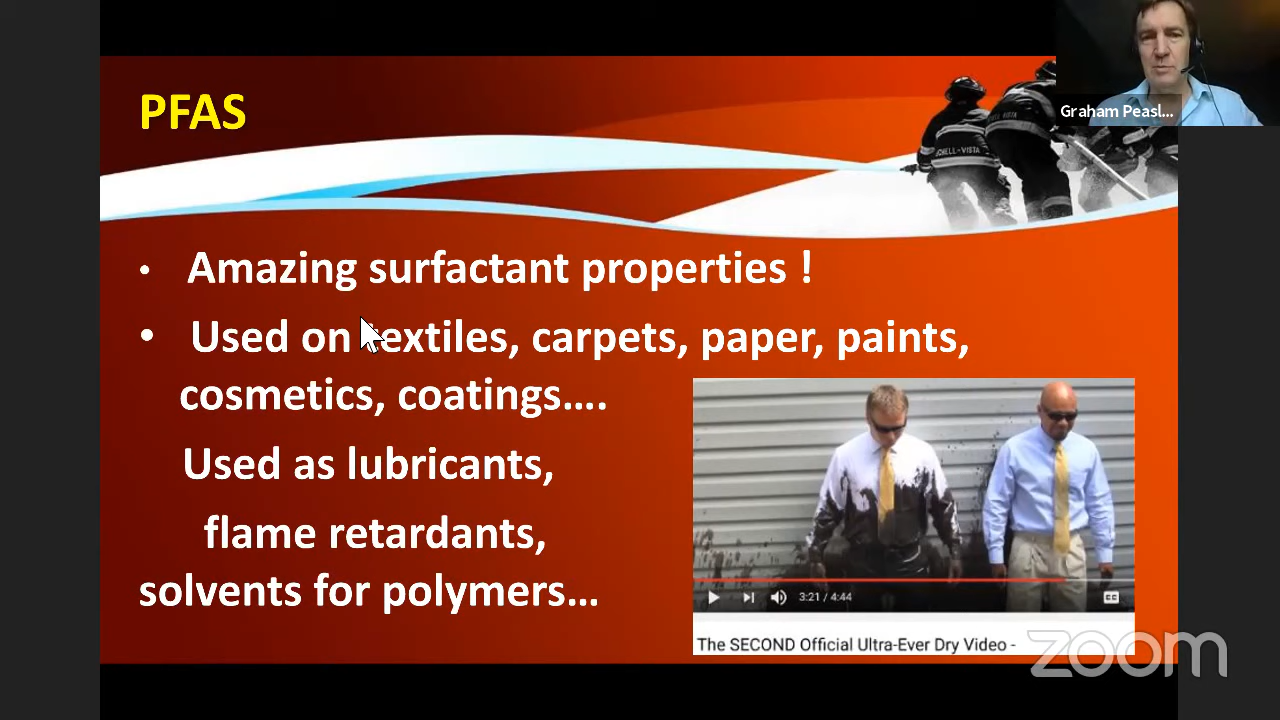 PFAS
Graham Peasl...
• Amazing surfactant properties !
• Used on textiles, carpets, paper, paints,
cosmetics, coatings....
Used as lubricants,
flame retardants,
solvents for polymers...
3:21 / 4:44
CC
The SECOND Official Ultra-Ever Dry Video -
zoom